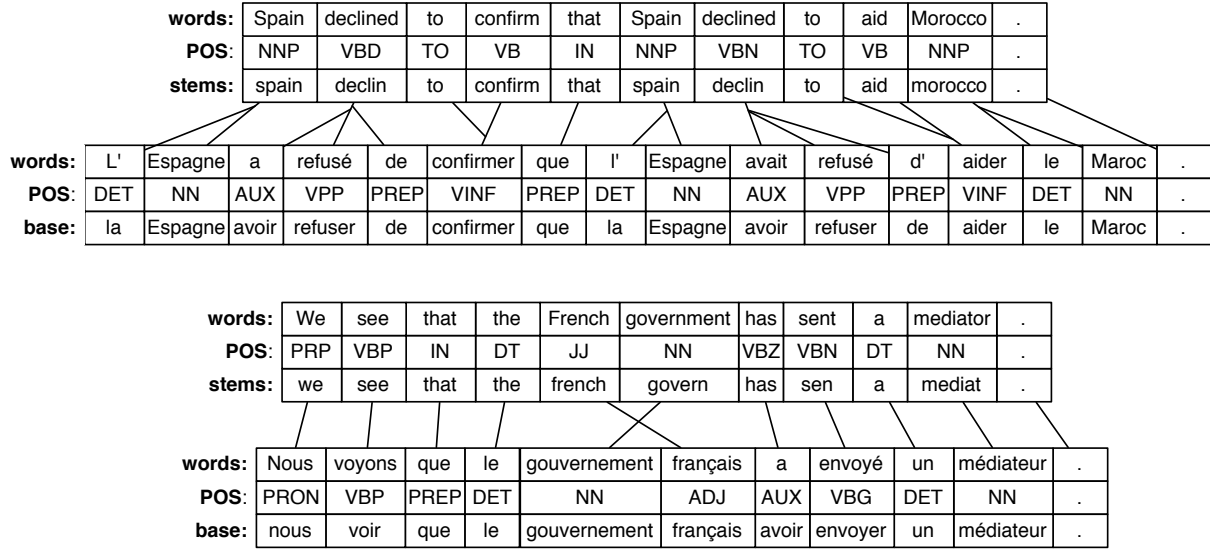 words: Spain declined to confirm that Spain declined to aid Morocco .
POS: NNP VBD TO VB IN NNP VBN TO VB NNP .
stems: spain declin to confirm that spain declin to aid morocco .
words: L' Espagne a refusé de confirmer que l' Espagne avait refusé d' aider le Maroc .
POS: DET NN AUX VPP PREP VINF PREP DET NN AUX VPP PREP VINF DET NN .
base: la Espagne avoir refuser de confirmer que la Espagne avoir refuser de aider le Maroc .
words: We see that the French government has sent a mediator .
POS: PRP VBP IN DT JJ NN VBZ VBN DT NN .
stems: we see that the french govern has sen a mediat .
words: Nous voyons que le gouvernement français a envoyé un médiateur .
POS: PRON VBP PREP DET NN ADJ AUX VBG DET NN .
base: nous voir que le gouvernement français avoir envoyer un médiateur .